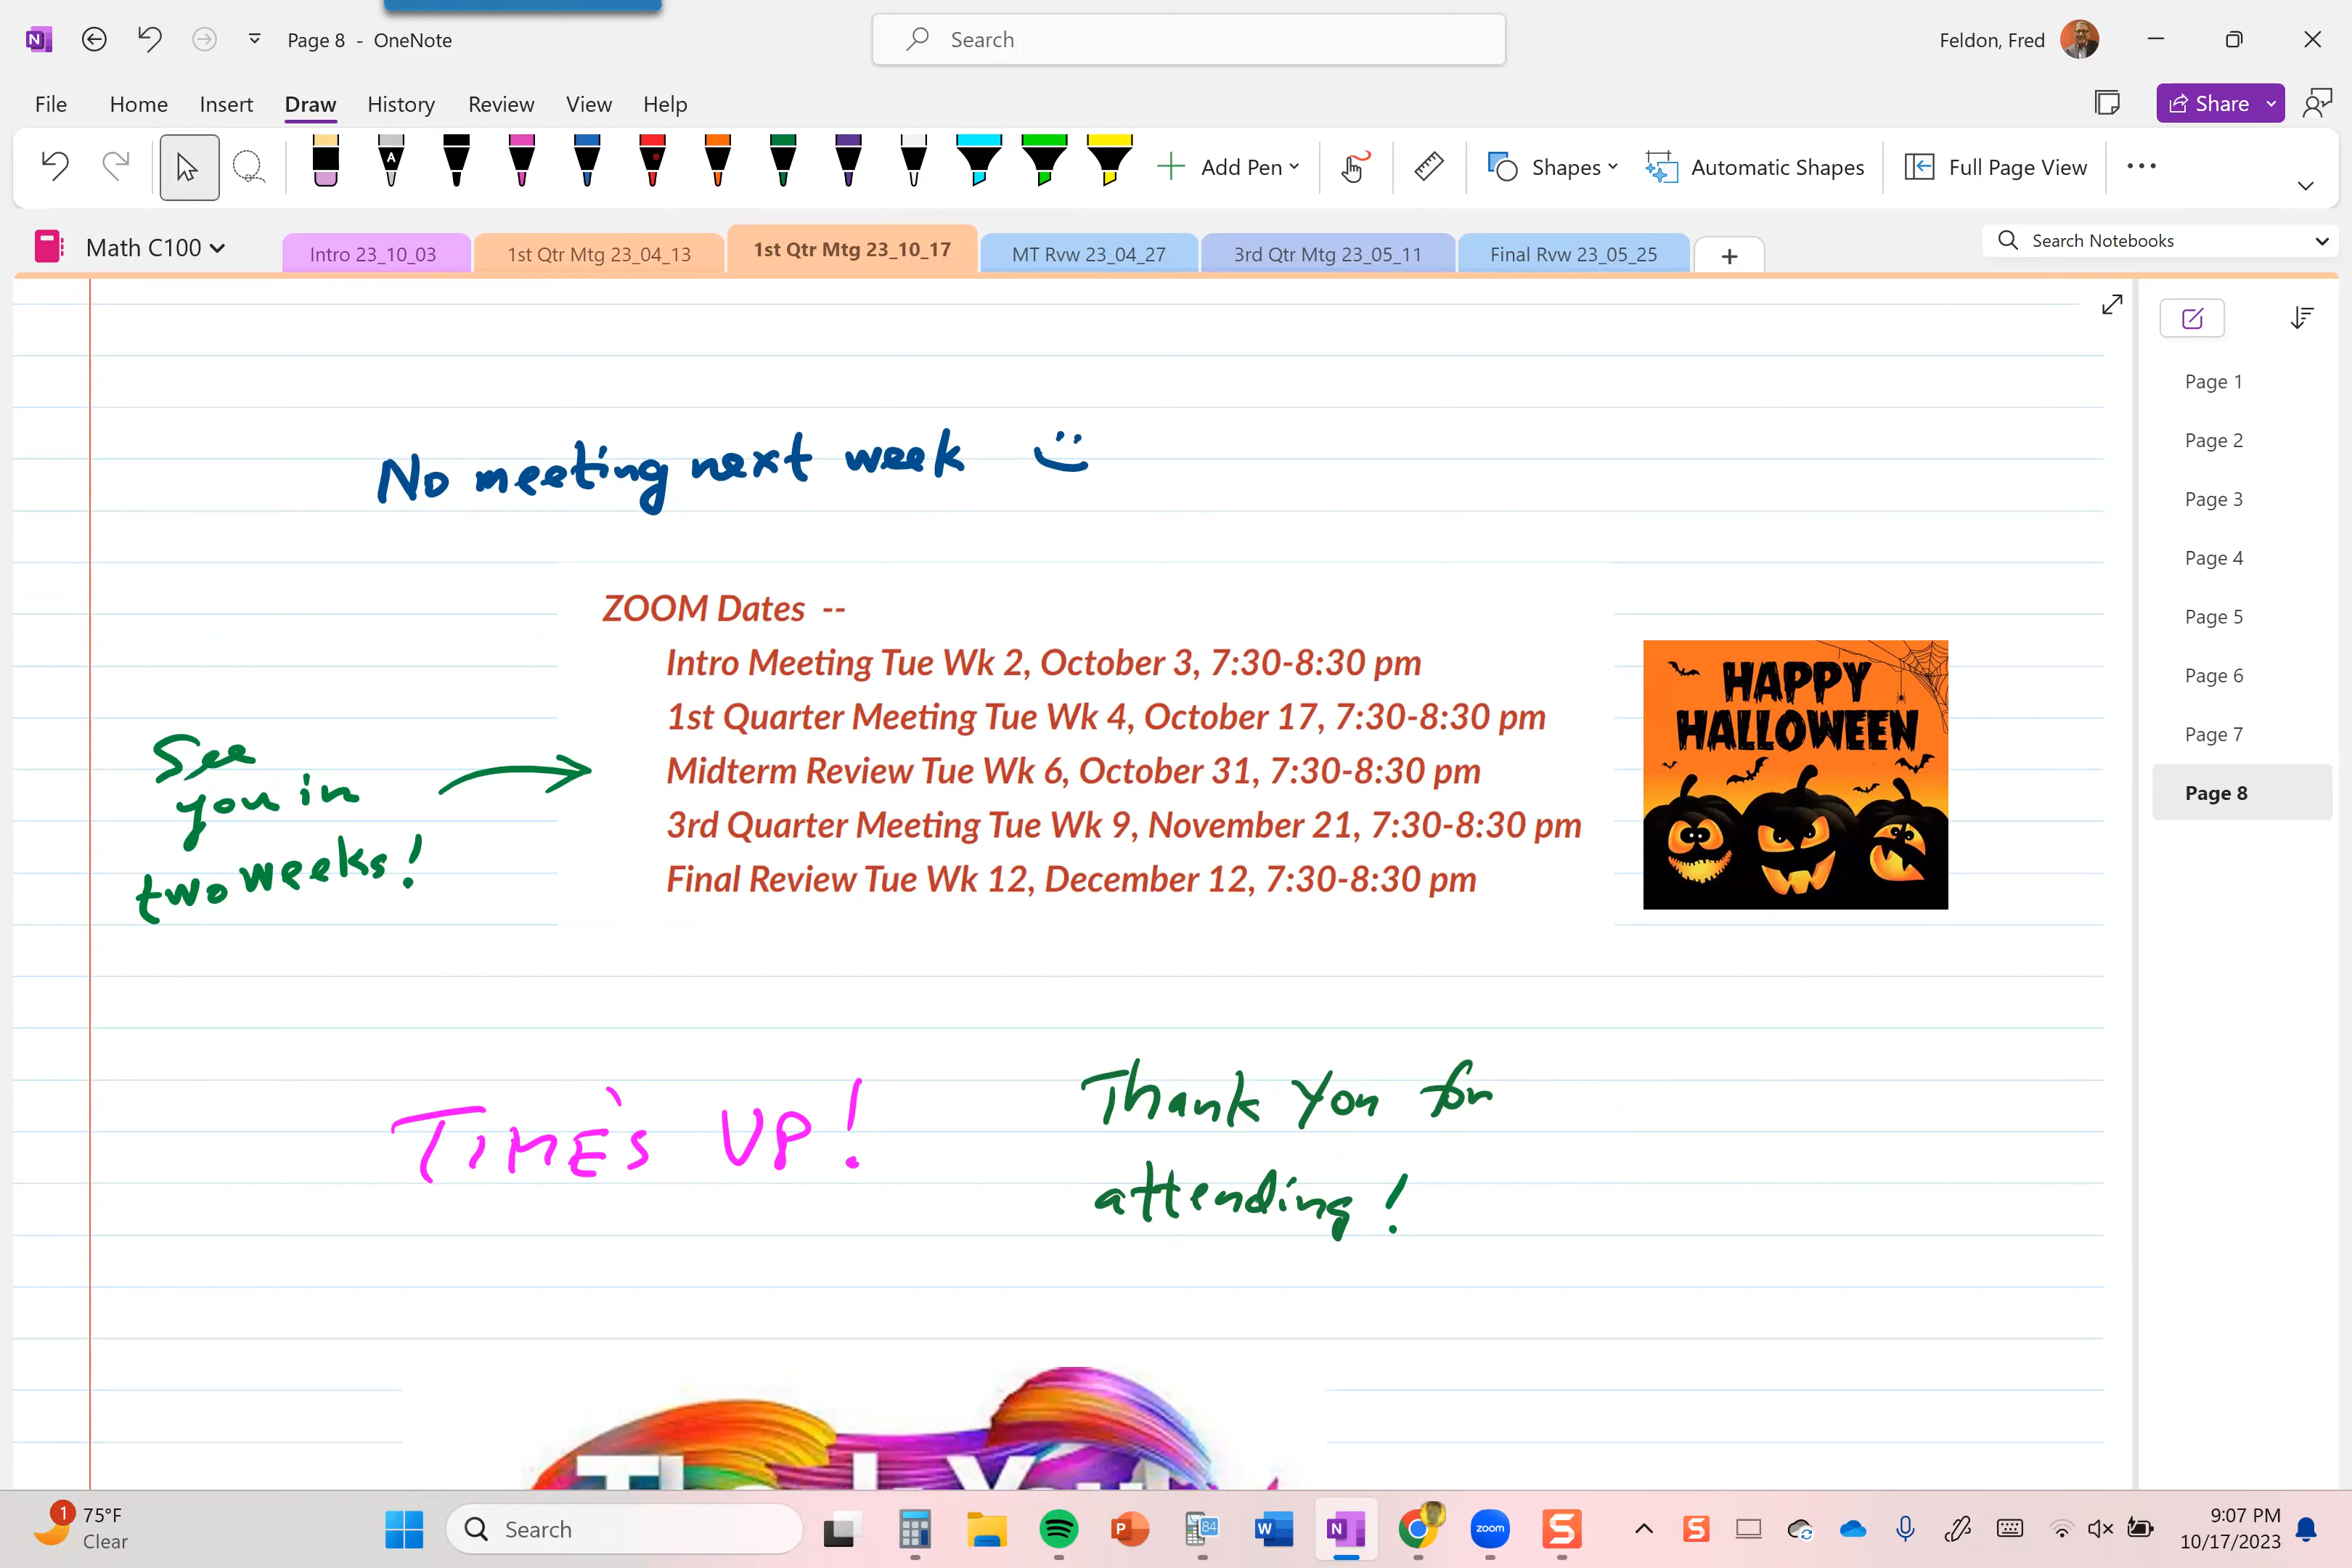 Page 8 - OneNote
Search
Feldon, Fred
File Home Insert Draw History Review View Help
Share
A
Add Pen
Shapes
Automatic Shapes
Full Page View
Math C100
Intro 23_10_03
1st Qtr Mtg 23_04_13
1st Qtr Mtg 23_10_17
MT Rvw 23_04_27
3rd Qtr Mtg 23_05_11
Final Rvw 23_05_25
Search Notebooks
No meeting next week
ZOOM Dates --
Intro Meeting Tue Wk 2, October 3, 7:30-8:30 pm
1st Quarter Meeting Tue Wk 4, October 17, 7:30-8:30 pm
Midterm Review Tue Wk 6, October 31, 7:30-8:30 pm
3rd Quarter Meeting Tue Wk 9, November 21, 7:30-8:30 pm
Final Review Tue Wk 12, December 12, 7:30-8:30 pm
See
you in
two weeks!
HAPPY
HALLOWEEN
TIME'S UP!
Thank You for
attending!
Thank You
Page 1
Page 2
Page 3
Page 4
Page 5
Page 6
Page 7
Page 8
1
75°F
Clear
Search
P
84
W
N
zoom
S
S
9:07 PM
10/17/2023